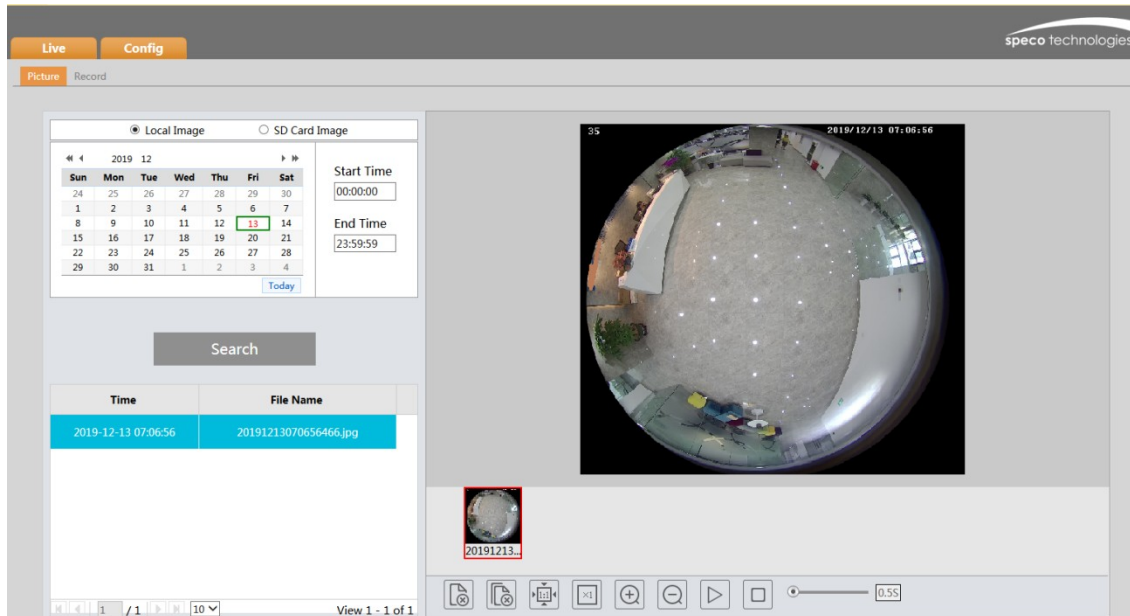 speco technologies
Live Config
Picture Record
Local Image SD Card Image
2019 12
Sun Mon Tue Wed Thu Fri Sat
24 25 26 27 28 29 30
1 2 3 4 5 6 7
8 9 10 11 12 13 14
15 16 17 18 19 20 21
22 23 24 25 26 27 28
29 30 31 1 2 3 4
Today
Start Time
00:00:00
End Time
23:59:59
Search
Time File Name
2019-12-13 07:06:56 20191213070656466.jpg
1 / 1 10 View 1 - 1 of 1
35 2019/12/13 07:06:56
20191213...
1:1 ×1 0.5S